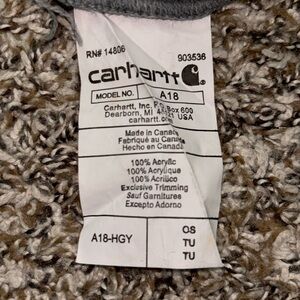 RN# 14806 903536
carhartt
MODEL NO. A18
Carhartt, Inc. P.O. Box 600
Dearborn, MI 48121 USA
carhartt.com
Made in Canada
Fabriqué au Canada
Hecho en Canada
100% Acrylic
100% Acrylique
100% Acrilico
Exclusive Trimming
Sauf Garnitures
Excepto Adorno
A18-HGY
OS
TU
TU